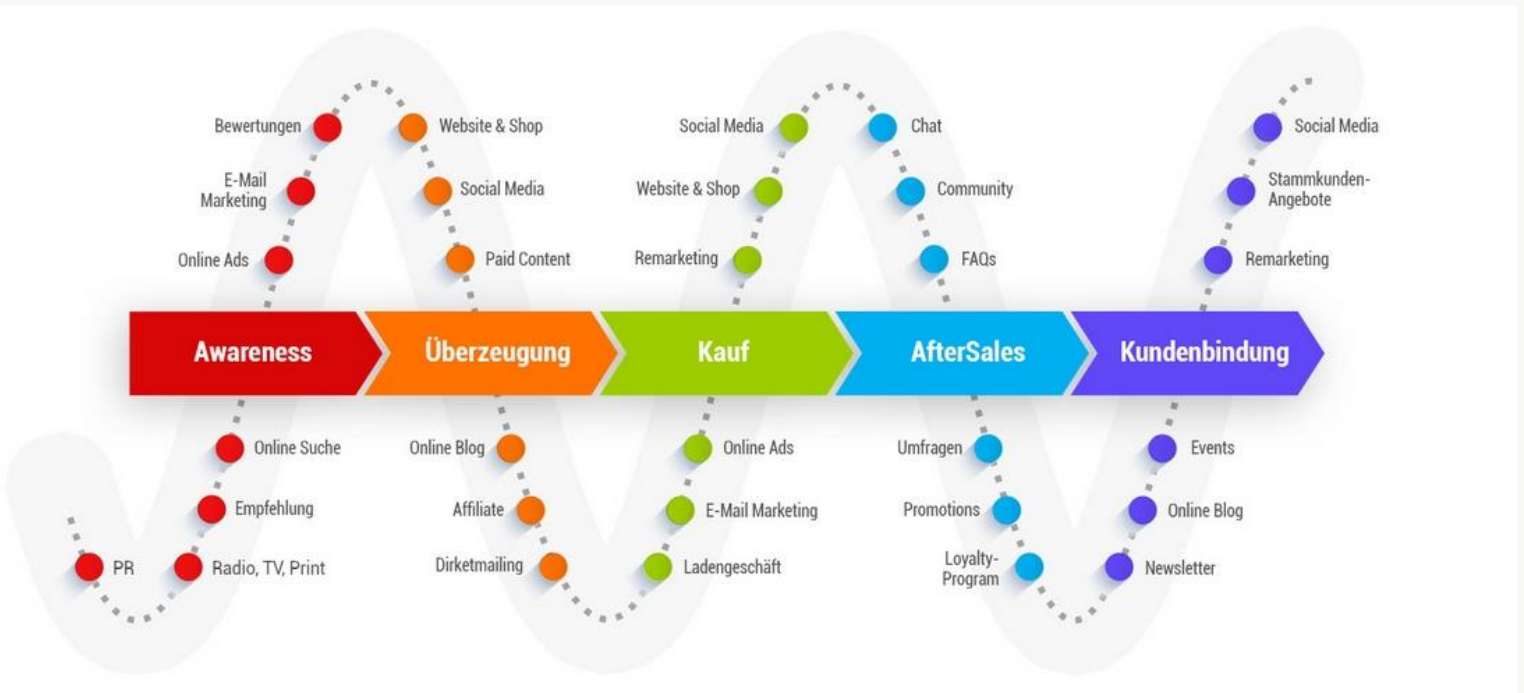 Bewertungen
Website & Shop
Social Media
Chat
Social Media
E-Mail
Marketing
Social Media
Website & Shop
Community
Stammkunden-
Angebote
Online Ads
Paid Content
Remarketing
FAQs
Remarketing
Awareness
Überzeugung
Kauf
AfterSales
Kundenbindung
Online Suche
Online Blog
Online Ads
Umfragen
Events
Empfehlung
Affiliate
E-Mail Marketing
Promotions
Online Blog
PR
Radio, TV, Print
Dirketmailing
Ladengeschäft
Loyalty-
Program
Newsletter